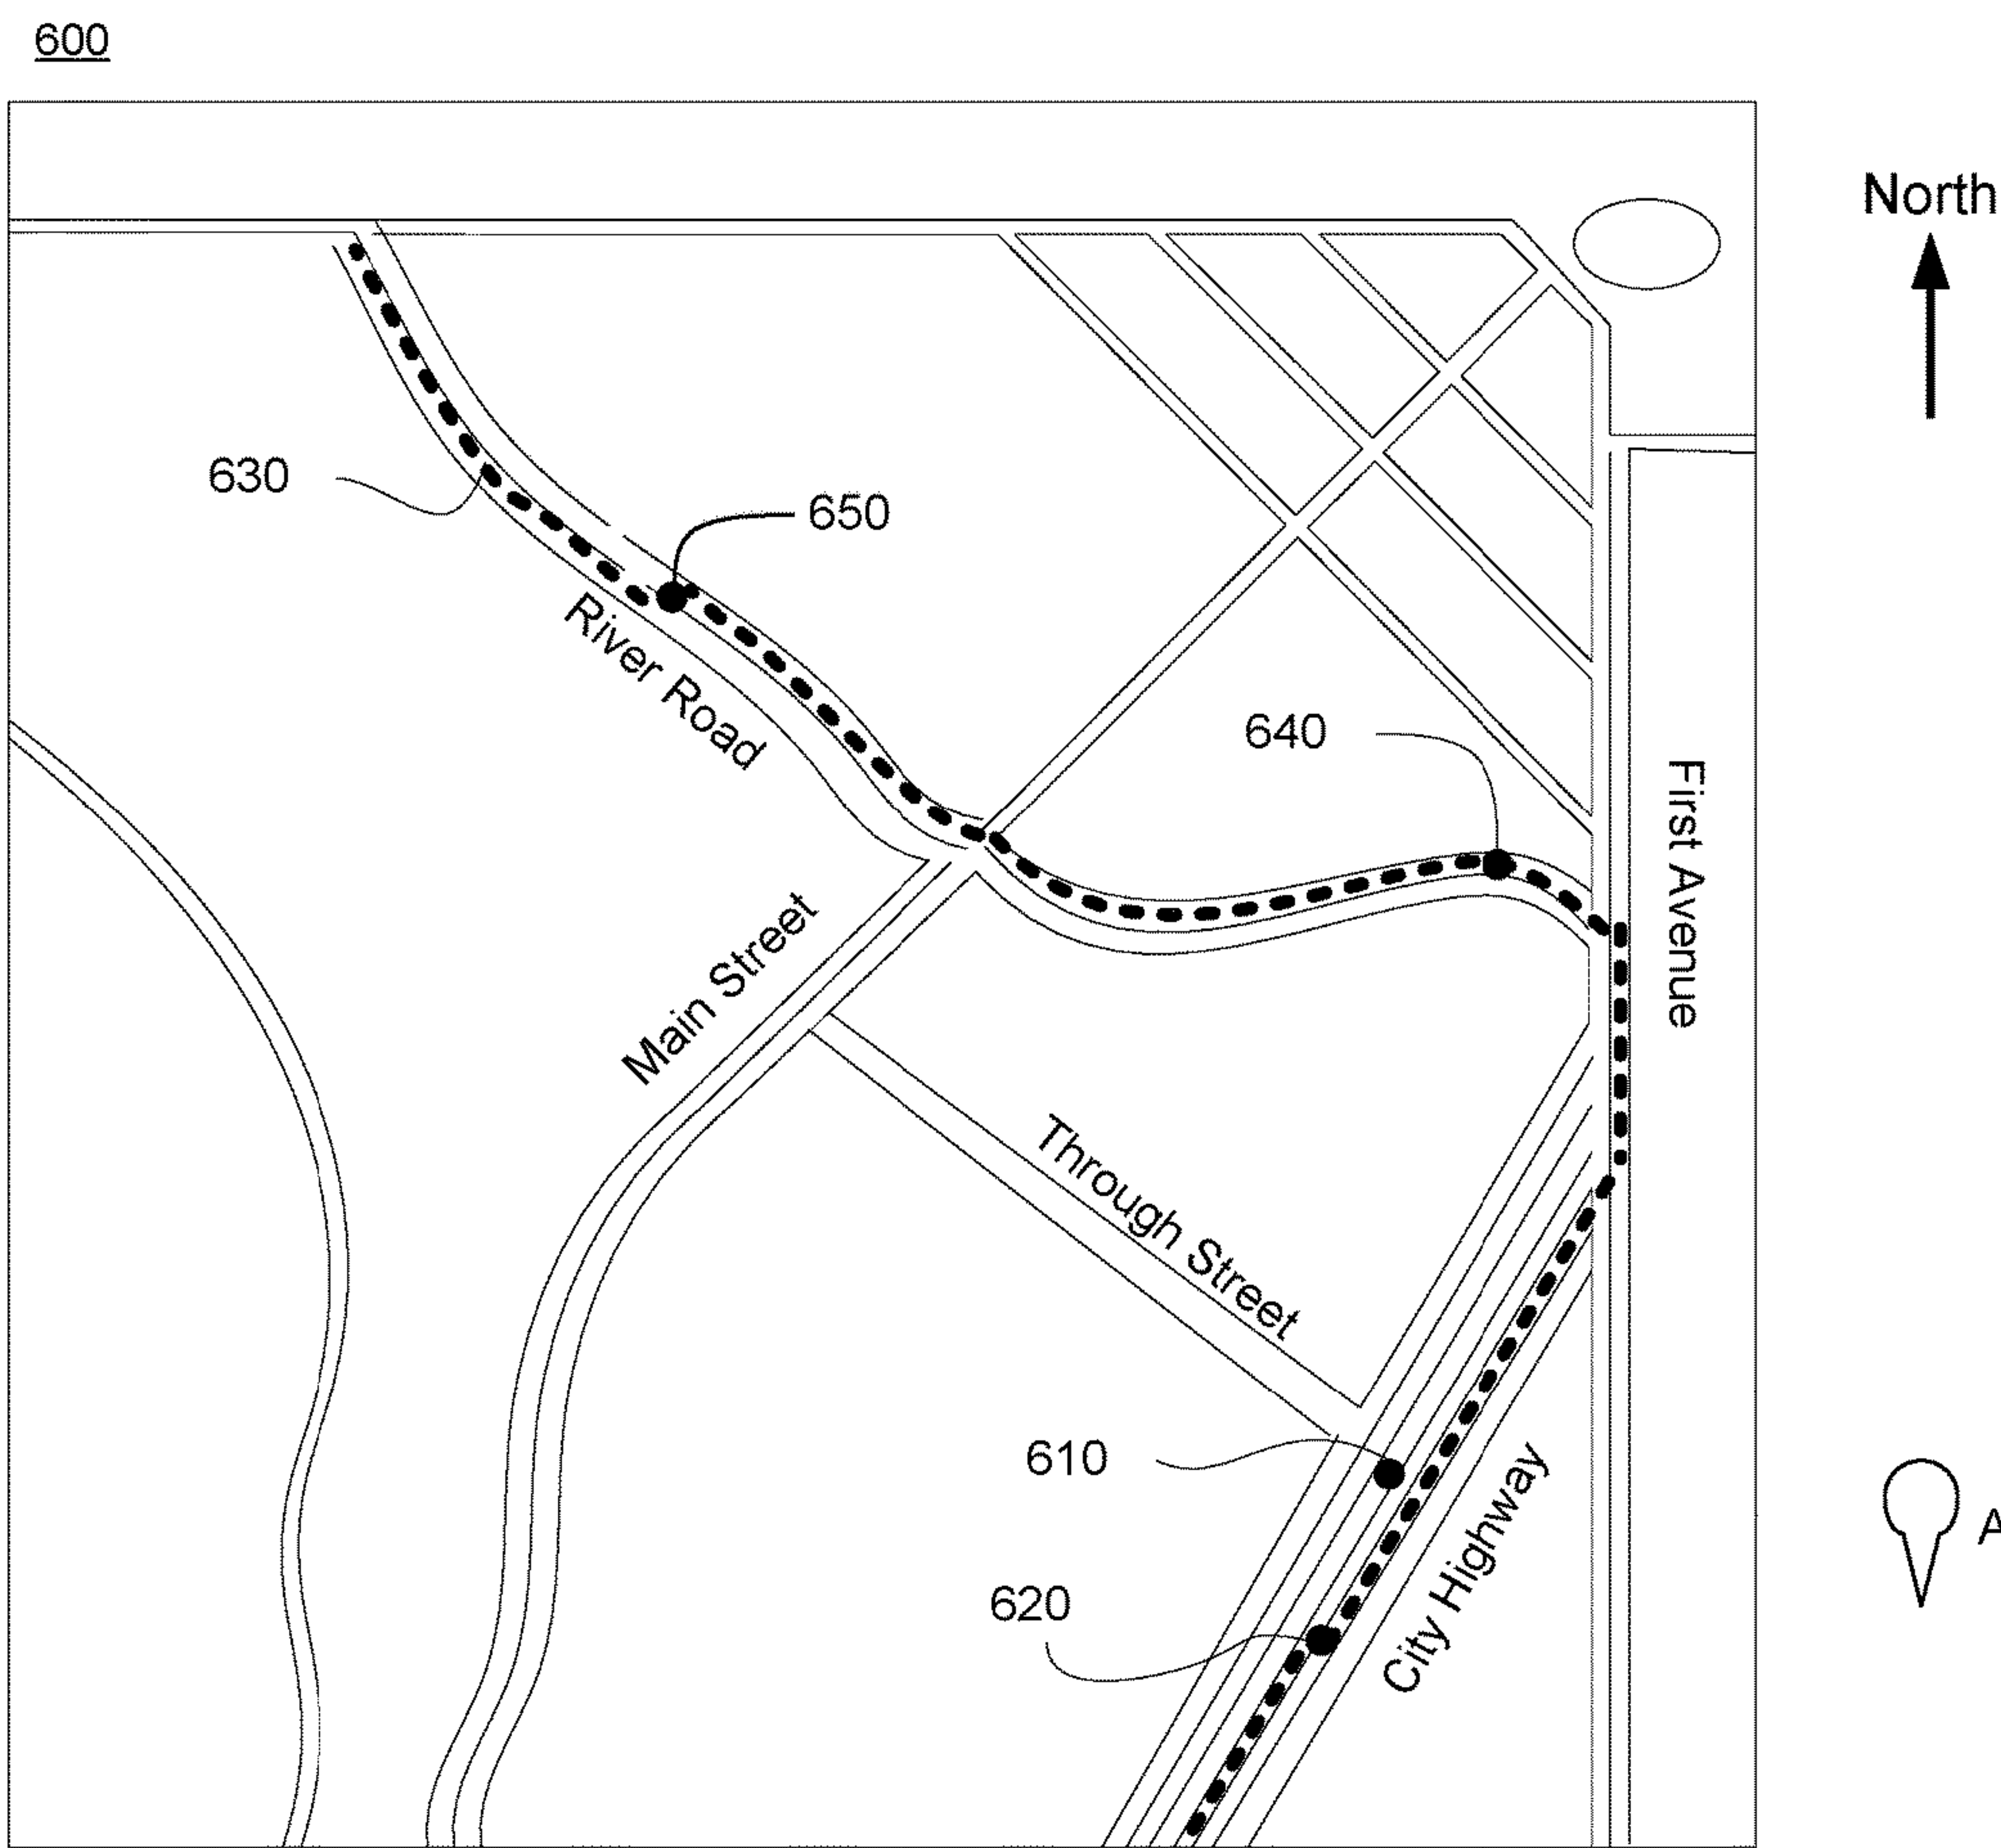 600
North
630
650
River Road
640
First Avenue
Main Street
Through Street
610
City Highway
620
A